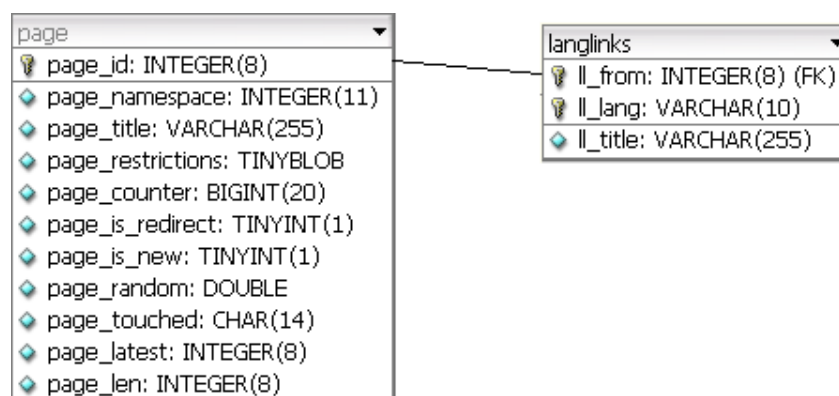 page
page_id: INTEGER(8)
page_namespace: INTEGER(11)
page_title: VARCHAR(255)
page_restrictions: TINYBLOB
page_counter: BIGINT(20)
page_is_redirect: TINYINT(1)
page_is_new: TINYINT(1)
page_random: DOUBLE
page_touched: CHAR(14)
page_latest: INTEGER(8)
page_len: INTEGER(8)
langlinks
ll_from: INTEGER(8) (FK)
ll_lang: VARCHAR(10)
ll_title: VARCHAR(255)